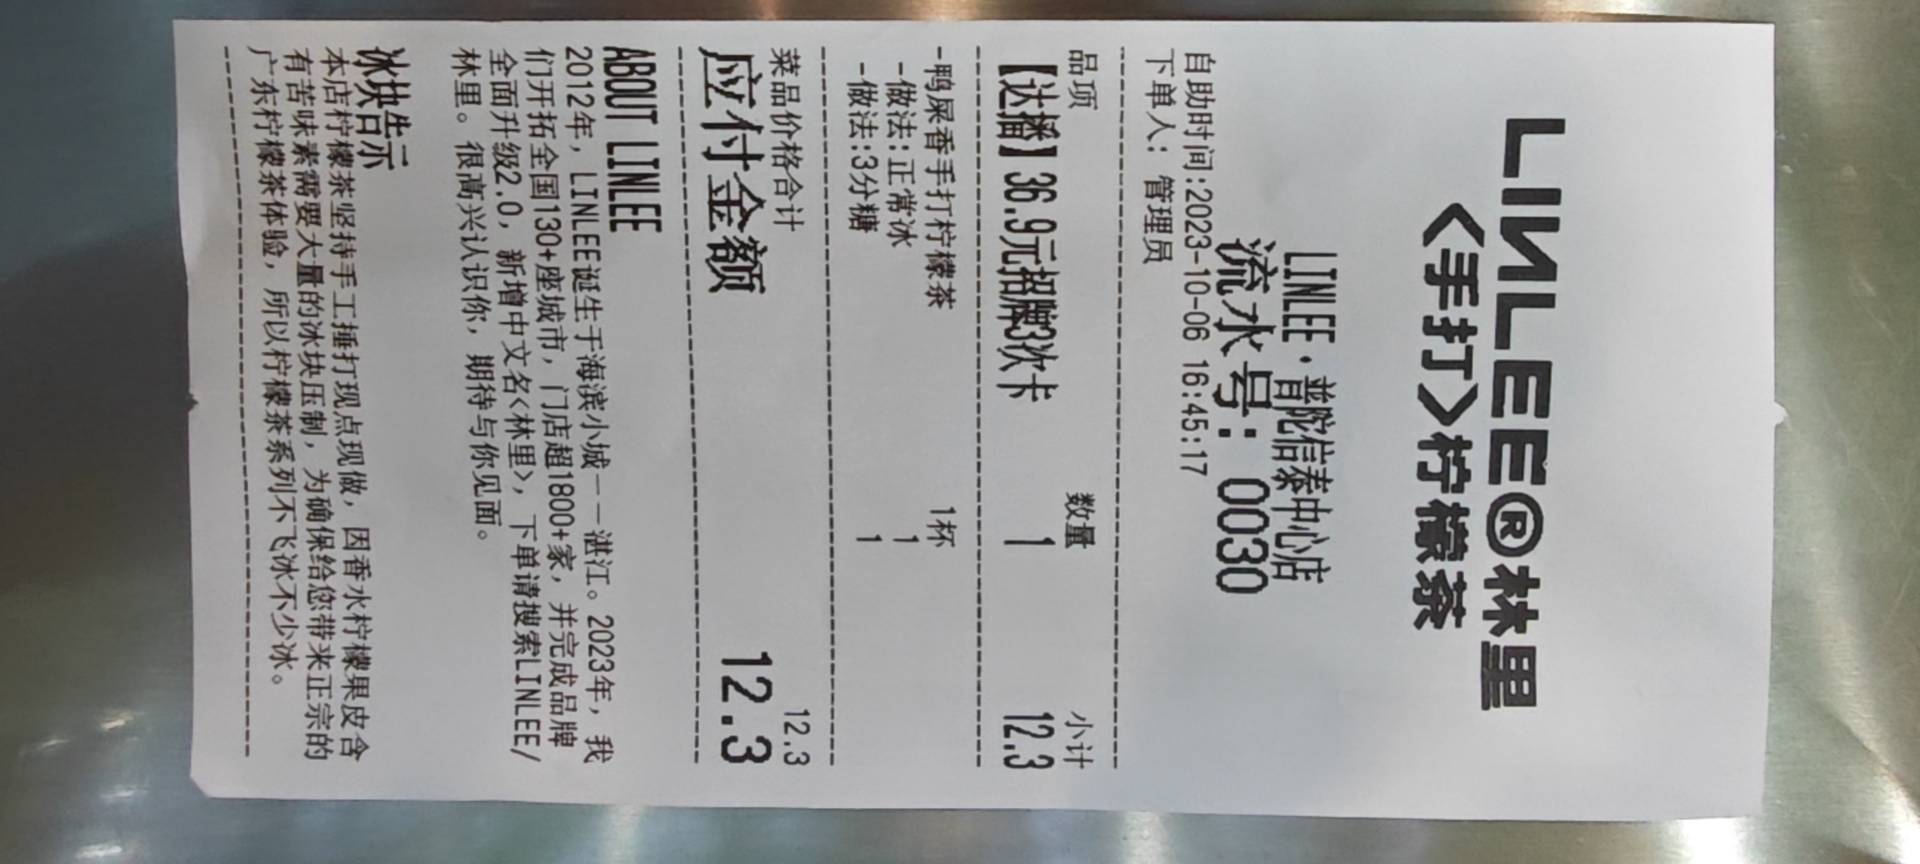 LINLEE®林里
<手打>柠檬茶
LINLEE·普陀信泰中心店
流水号: 0030
自助时间:2023-10-06 16:45:17
下单人: 管理员
品项 数量 小计
【达播】36.9元招牌3次卡 1 12.3
-鸭屎香手打柠檬茶 1杯
-做法:正常冰 1
-做法:3分糖 1
菜品价格合计 12.3
应付金额 12.3
ABOUT LINLEE
2012年, LINLEE诞生于海滨小城——湛江。2023年, 我
们开拓全国130+座城市, 门店超1800+家, 并完成品牌
全面升级2.0, 新增中文名<林里>, 下单请搜索LINLEE/
林里。很高兴认识你, 期待与你见面。
冰块告示
本店柠檬茶坚持手工捶打现点现做, 因香水柠檬果皮含
有苦味素需要大量的冰块压制, 为确保给您带来正宗的
广东柠檬茶体验, 所以柠檬茶系列不飞冰不少冰。